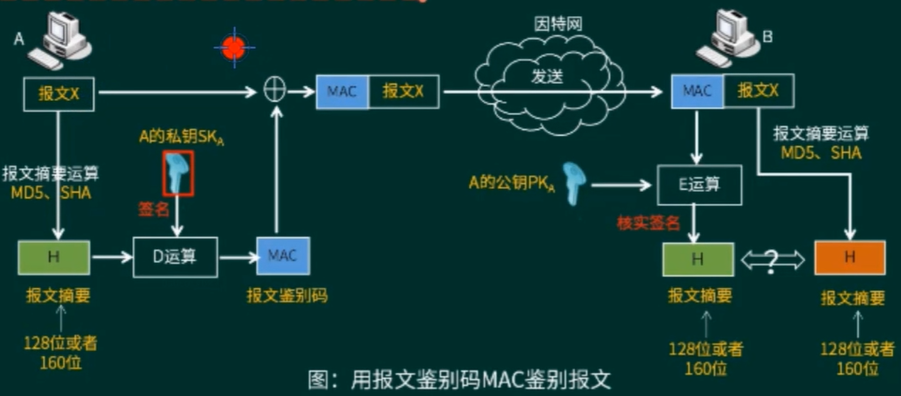 A
因特网
B
报文X
MAC
报文X
发送
MAC
报文X
A的私钥SKA
报文摘要运算
MD5、SHA
报文摘要运算
MD5、SHA
签名
A的公钥PKA
E运算
核实签名
H
D运算
MAC
H
?
H
报文摘要
报文鉴别码
报文摘要
报文摘要
128位或者
160位
128位或者
160位
128位或者
160位
图：用报文鉴别码MAC鉴别报文